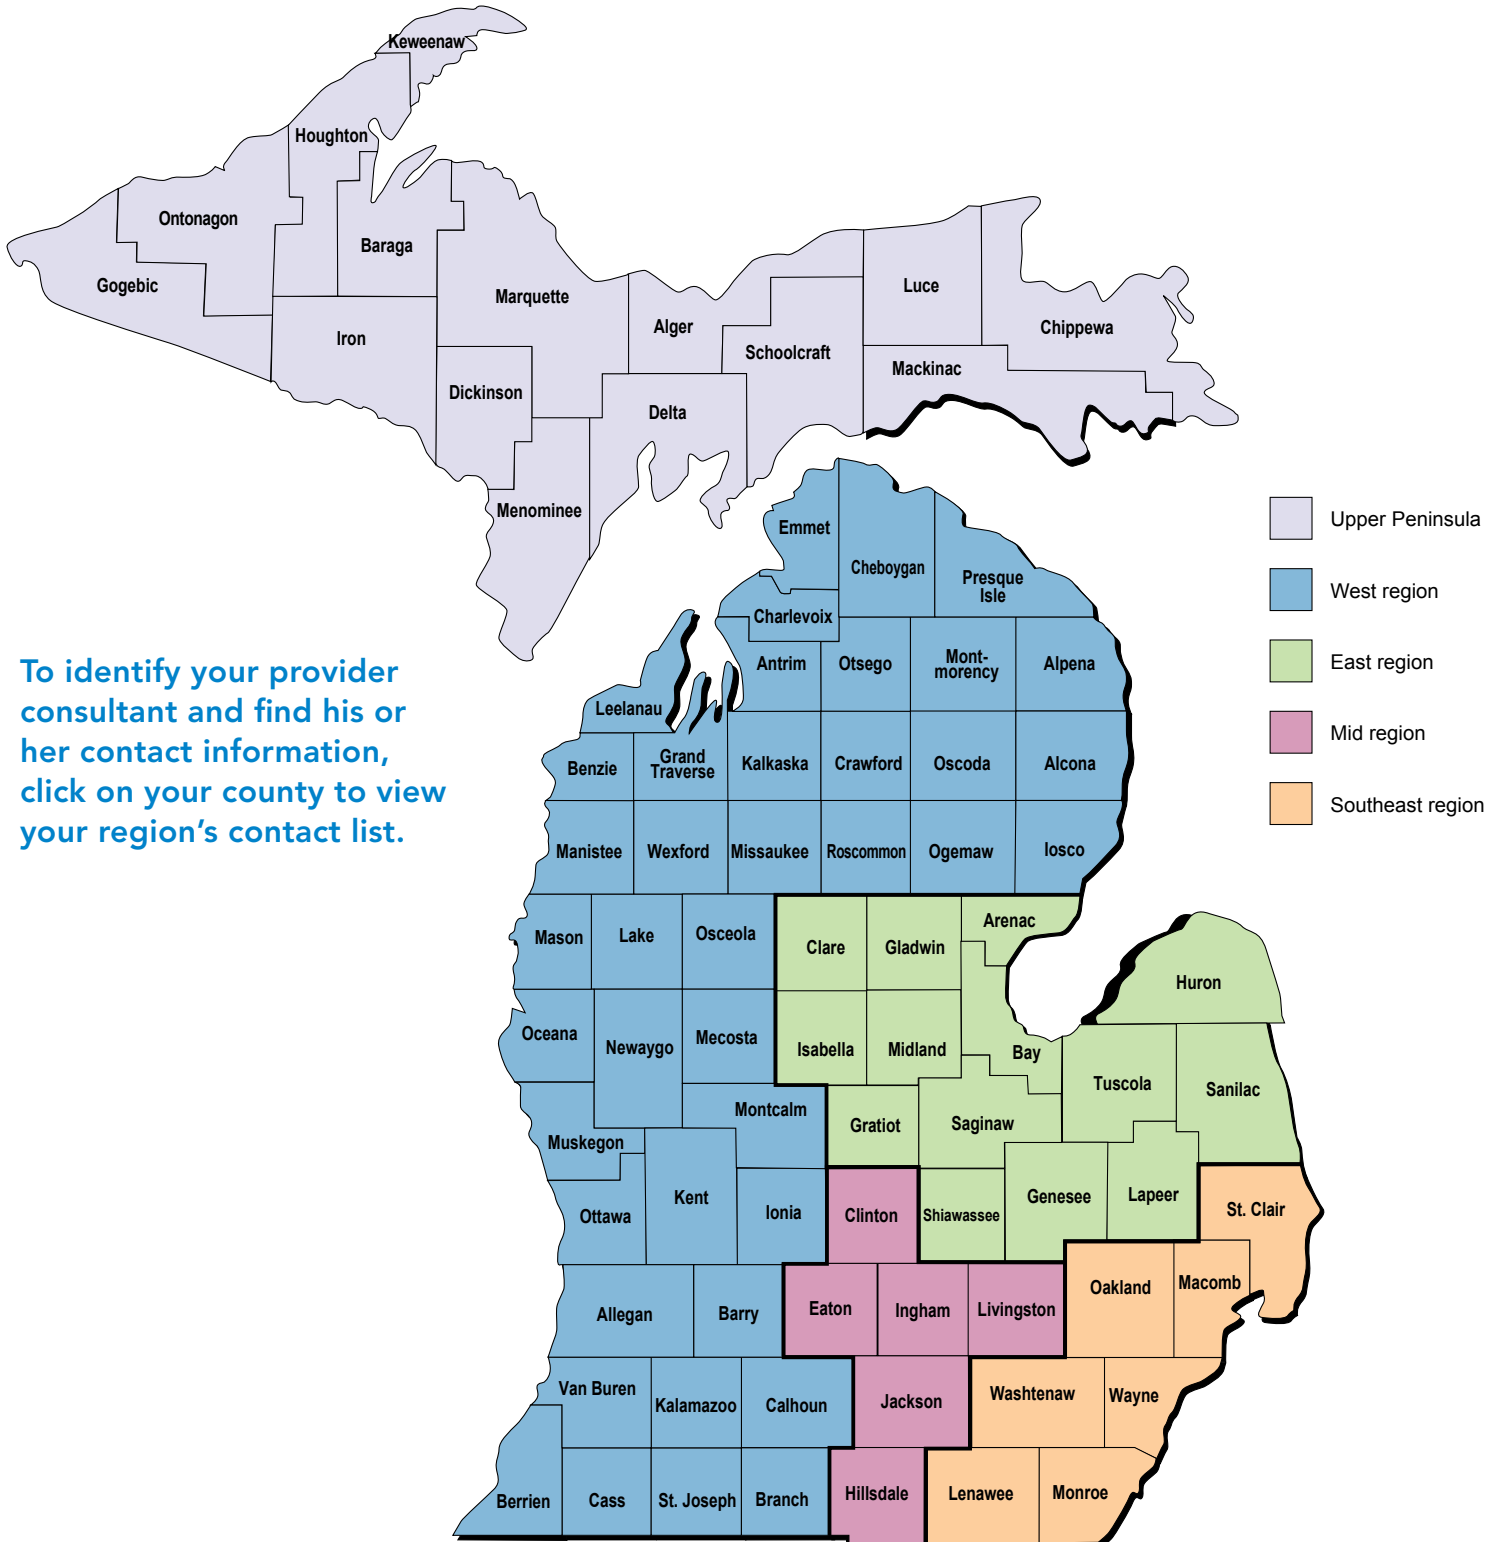 Keweenaw
Houghton
Ontonagon
Baraga
Gogebic
Marquette
Luce
Iron
Alger
Chippewa
Schoolcraft
Mackinac
Dickinson
Delta
Menominee
Emmet
Cheboygan
Presque
Isle
Charlevoix
Antrim
Otsego
Mont-
morency
Alpena
Leelanau
Benzie
Grand
Traverse
Kalkaska
Crawford
Oscoda
Alcona
Manistee
Wexford
Missaukee
Roscommon
Ogemaw
Iosco
Mason
Lake
Osceola
Clare
Gladwin
Arenac
Huron
Oceana
Newaygo
Mecosta
Isabella
Midland
Bay
Tuscola
Sanilac
Montcalm
Gratiot
Saginaw
Muskegon
Kent
Ottawa
Ionia
Clinton
Shiawassee
Genesee
Lapeer
St. Clair
Allegan
Barry
Eaton
Ingham
Livingston
Oakland
Macomb
Van Buren
Kalamazoo
Calhoun
Jackson
Washtenaw
Wayne
Berrien
Cass
St. Joseph
Branch
Hillsdale
Lenawee
Monroe
To identify your provider
consultant and find his or
her contact information,
click on your county to view
your region's contact list.
Upper Peninsula
West region
East region
Mid region
Southeast region